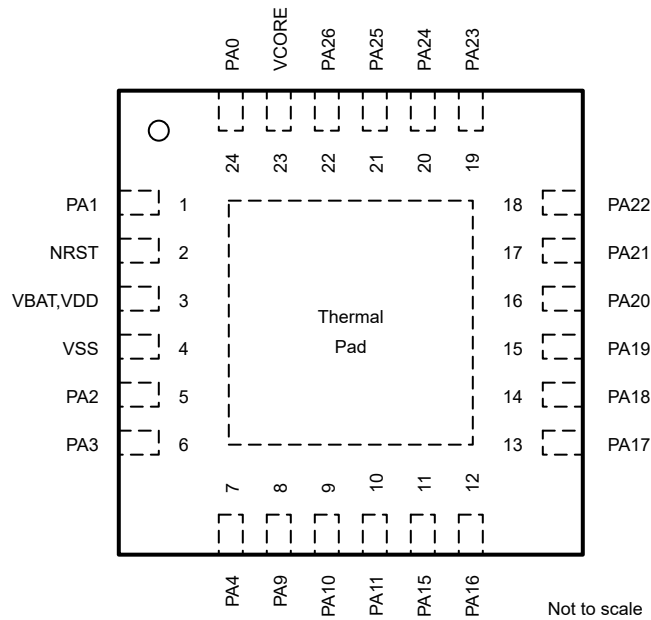 PA0
VCORE
PA26
PA25
PA24
PA23
24
23
22
21
20
19
PA1
1
18
PA22
NRST
2
17
PA21
VBAT,VDD
3
16
PA20
VSS
4
15
PA19
PA2
5
14
PA18
PA3
6
13
PA17
Thermal
Pad
7
8
9
10
11
12
PA4
PA9
PA10
PA11
PA15
PA16
Not to scale